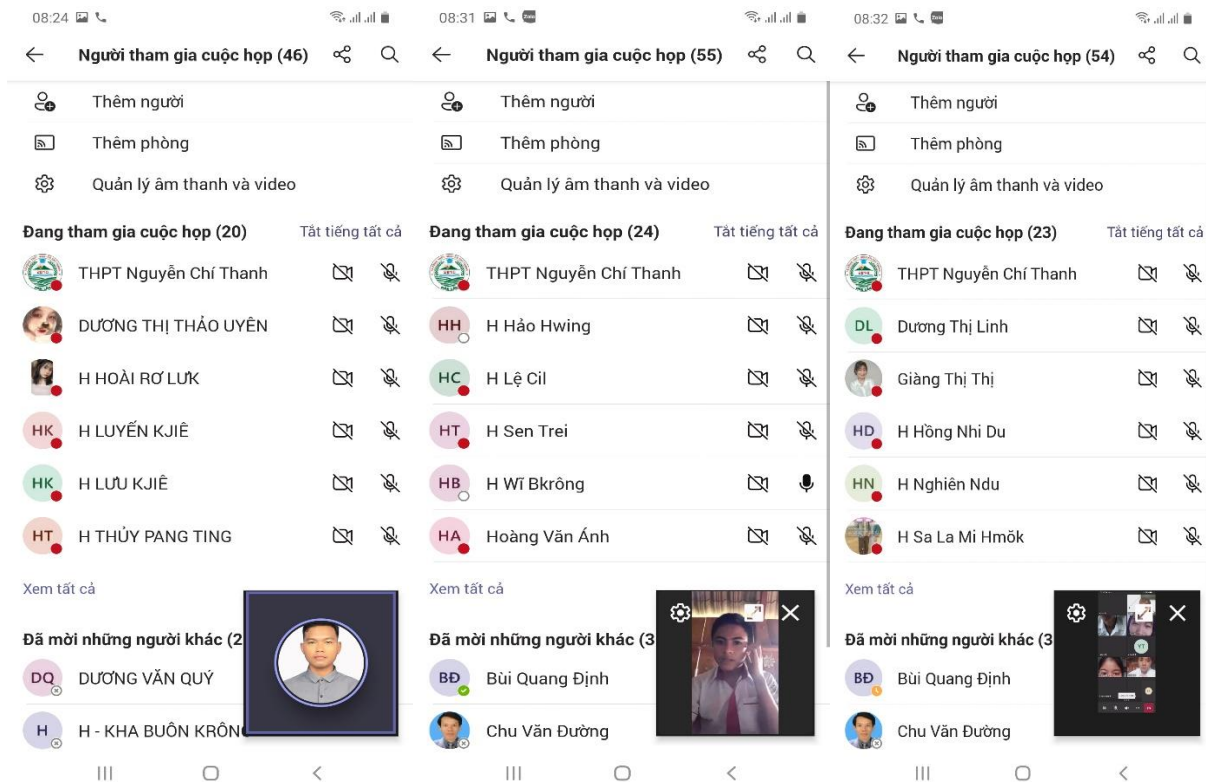 08:24
Người tham gia cuộc họp (46)
Thêm người
Thêm phòng
Quản lý âm thanh và video
Đang tham gia cuộc họp (20) Tắt tiếng tất cả
THPT Nguyễn Chí Thanh
DƯƠNG THỊ THẢO UYÊN
H HOÀI RƠ LƯK
HK H LUYẾN KJIÊ
HK H LƯU KJIÊ
HT H THỦY PANG TING
Xem tất cả
Đã mời những người khác (2
DQ DƯƠNG VĂN QUÝ
H H - KHA BUÔN KRÔN
08:31 Zalo
Người tham gia cuộc họp (55)
Thêm người
Thêm phòng
Quản lý âm thanh và video
Đang tham gia cuộc họp (24) Tắt tiếng tất cả
THPT Nguyễn Chí Thanh
HH H Hảo Hwing
HC H Lệ Cil
HT H Sen Trei
HB H Wĩ Bkrông
HA Hoàng Văn Ánh
Xem tất cả
Đã mời những người khác (3
BĐ Bùi Quang Định
Chu Văn Đường
08:32 Zalo
Người tham gia cuộc họp (54)
Thêm người
Thêm phòng
Quản lý âm thanh và video
Đang tham gia cuộc họp (23) Tắt tiếng tất cả
THPT Nguyễn Chí Thanh
DL Dương Thị Linh
Giàng Thị Thị
HD H Hồng Nhi Du
HN H Nghiên Ndu
H Sa La Mi Hmŏk
Xem tất cả
YT
Đã mời những người khác (3
BĐ Bùi Quang Định
Chu Văn Đường